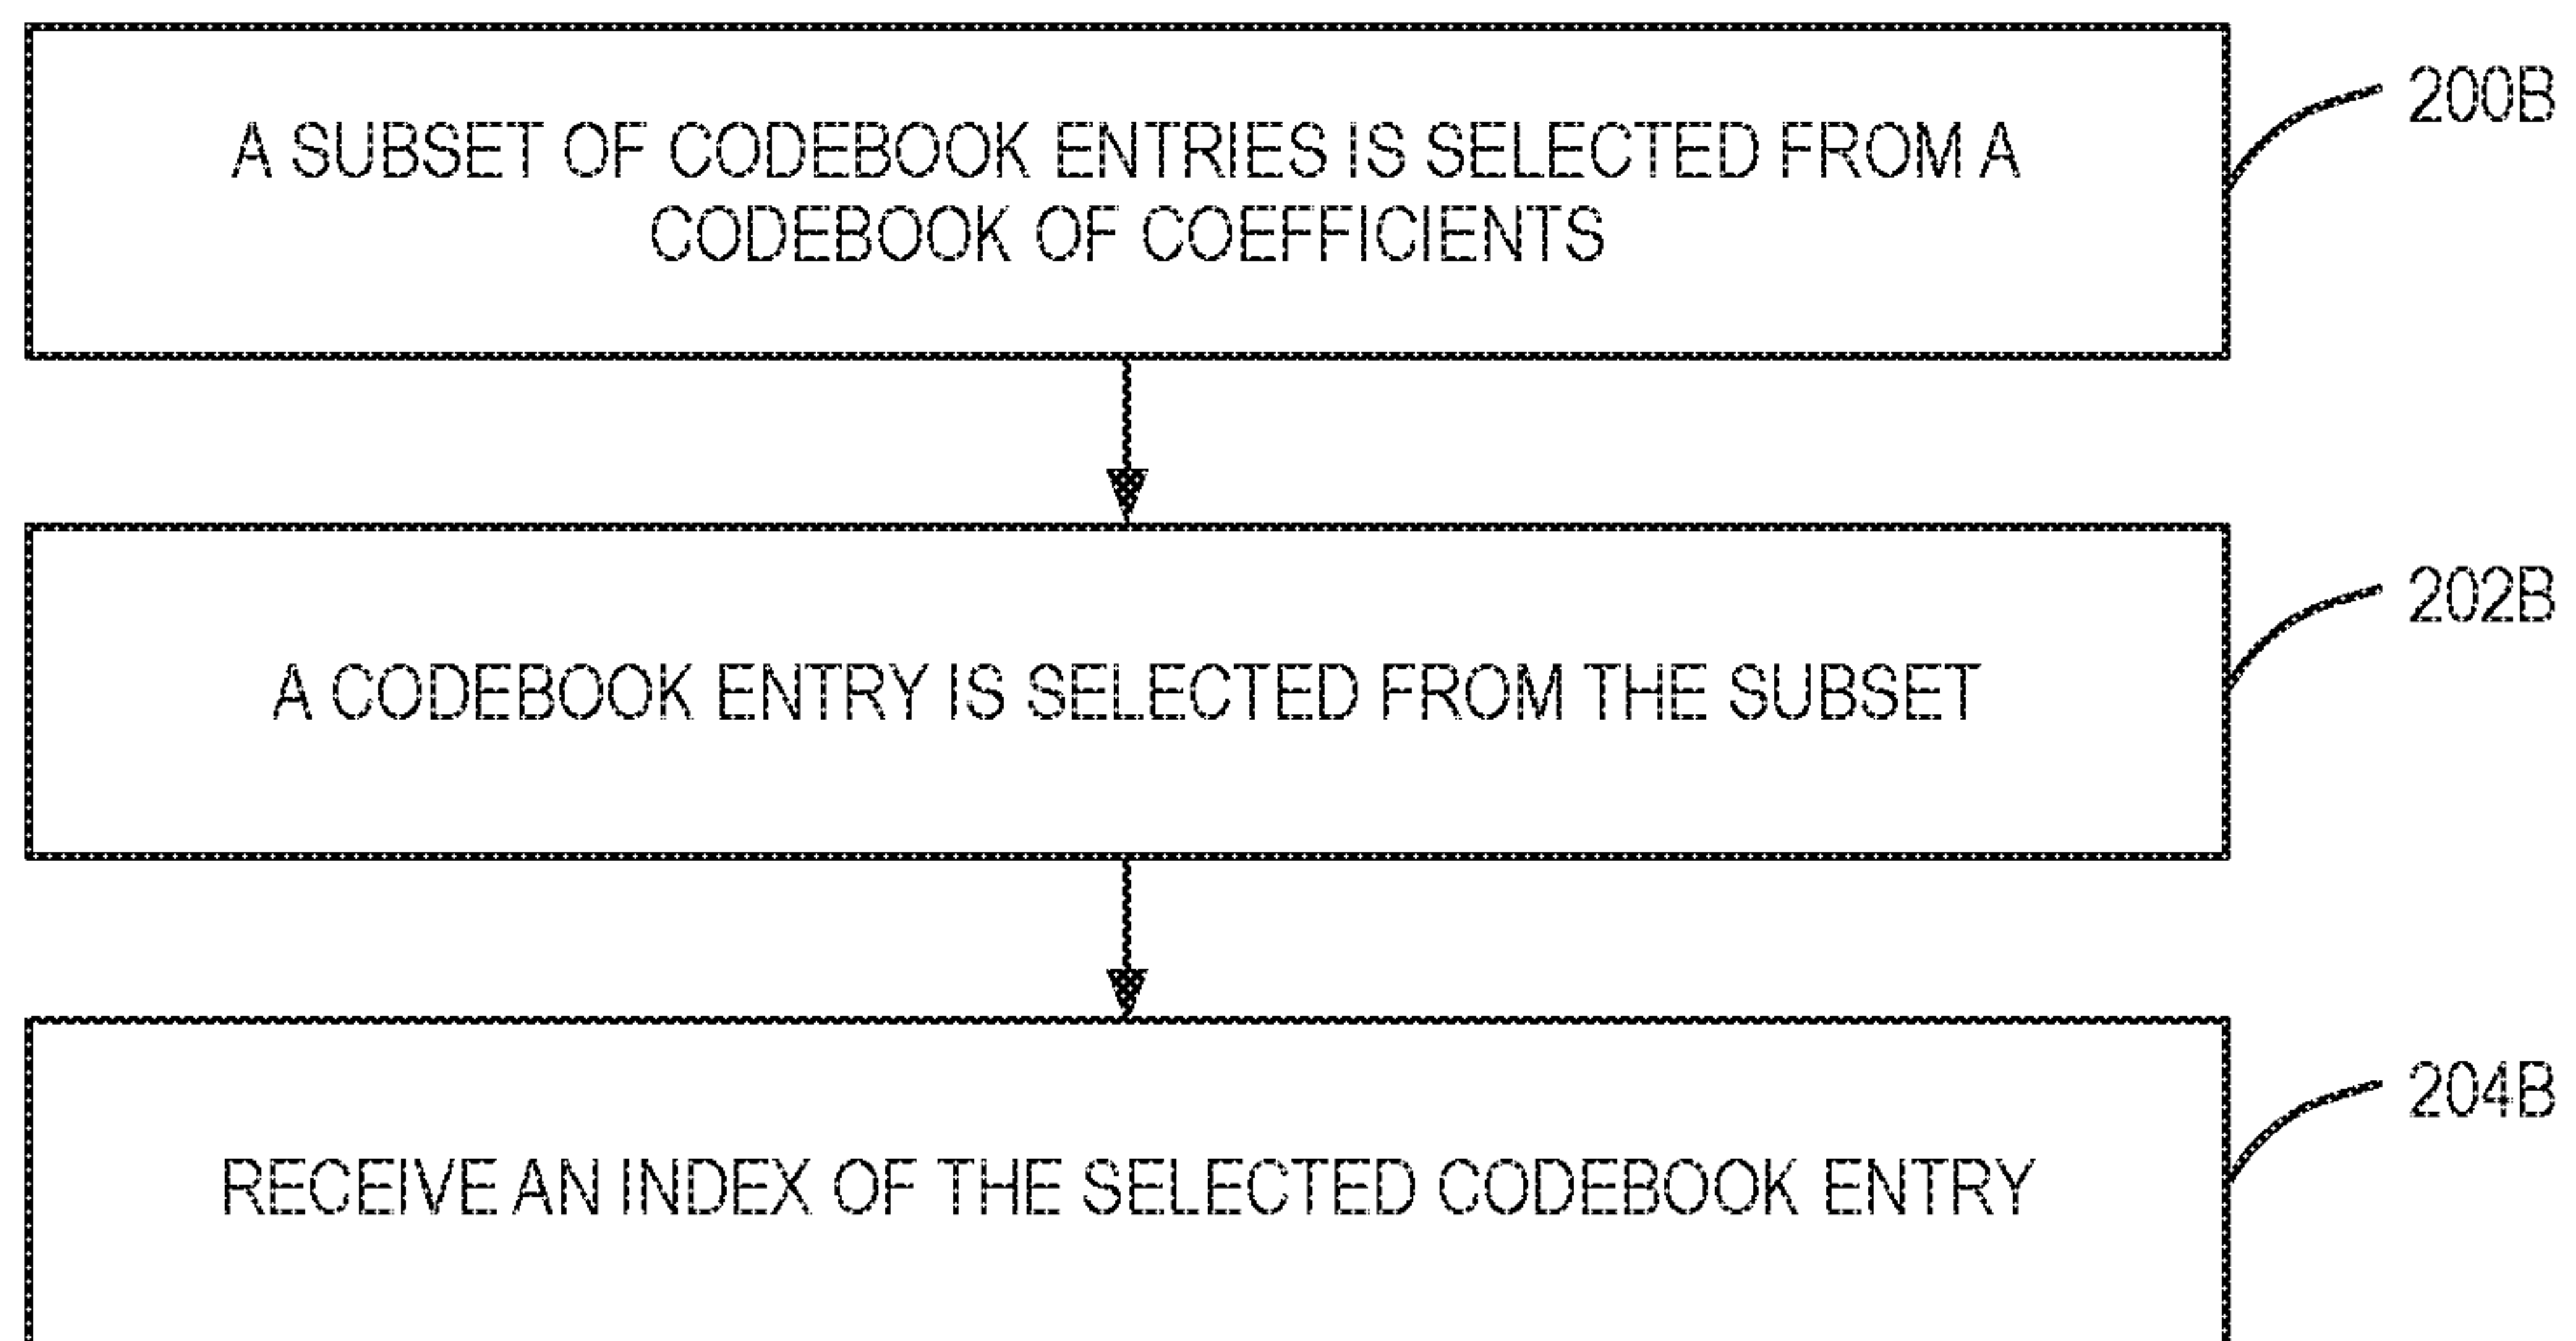 A SUBSET OF CODEBOOK ENTRIES IS SELECTED FROM A
CODEBOOK OF COEFFICIENTS
200B
A CODEBOOK ENTRY IS SELECTED FROM THE SUBSET
202B
RECEIVE AN INDEX OF THE SELECTED CODEBOOK ENTRY
204B